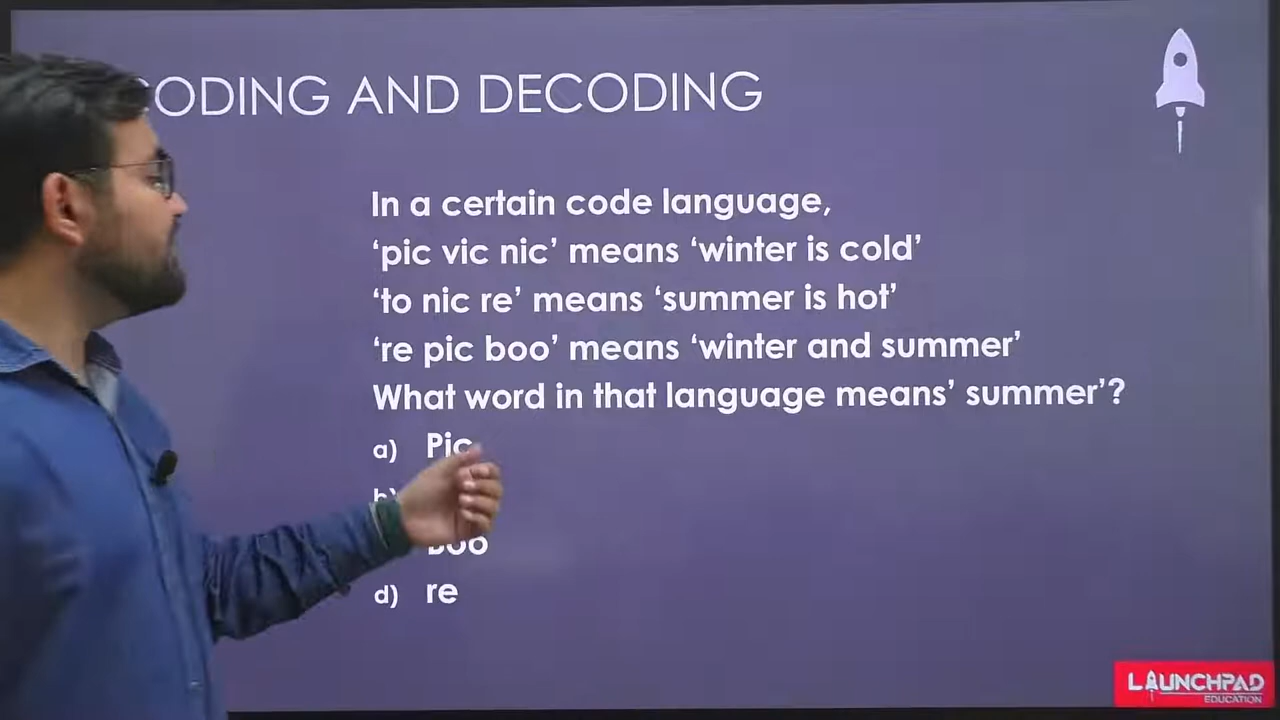 CODING AND DECODING
In a certain code language,
‘pic vic nic’ means ‘winter is cold’
‘to nic re’ means ‘summer is hot’
‘re pic boo’ means ‘winter and summer’
What word in that language means’ summer’?
a) Pic
b)
Boo
d) re
LAUNCHPAD
EDUCATION